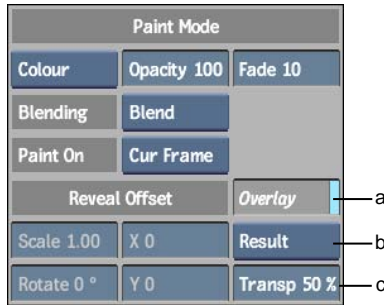 Paint Mode
Colour Opacity 100 Fade 10
Blending Blend
Paint On Cur Frame
Reveal Offset Overlay a
Scale 1.00 X 0 Result b
Rotate 0 ° Y 0 Transp 50 % c